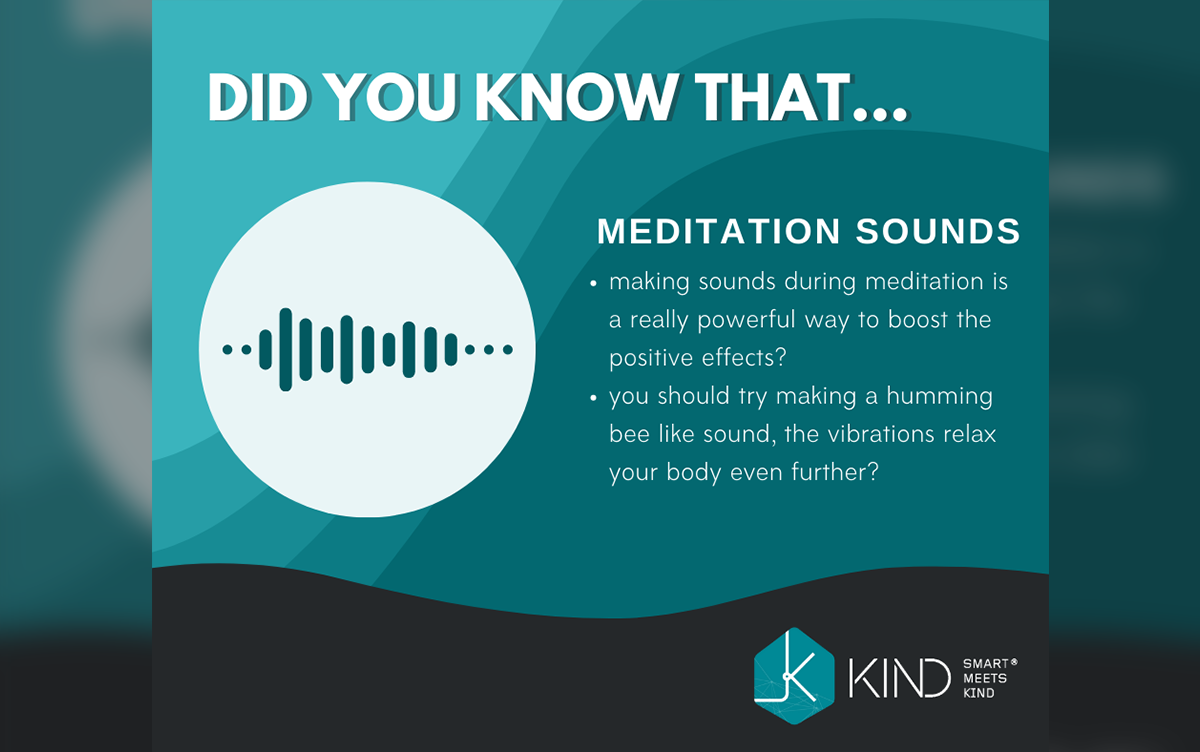 DID YOU KNOW THAT...
MEDITATION SOUNDS
• making sounds during meditation is
a really powerful way to boost the
positive effects?
• you should try making a humming
bee like sound, the vibrations relax
your body even further?
K
KIND
SMART®
MEETS
KIND